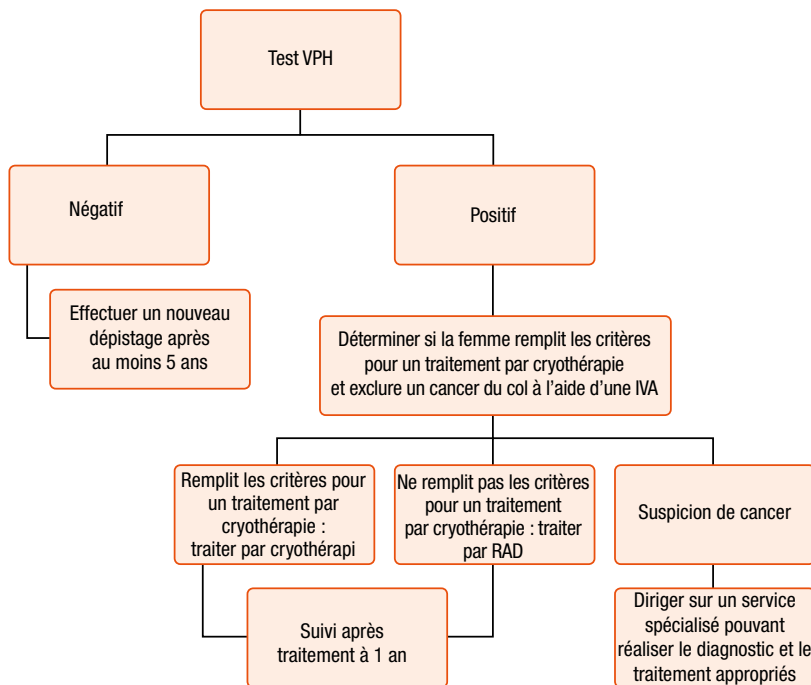 Test VPH
Négatif
Positif
Effectuer un nouveau
dépistage après
au moins 5 ans
Déterminer si la femme remplit les critères
pour un traitement par cryothérapie
et exclure un cancer du col à l’aide d’une IVA
Remplit les critères pour
un traitement par
cryothérapie :
traiter par cryothérapi
Ne remplit pas les critères
pour un traitement
par cryothérapie : traiter
par RAD
Suspicion de cancer
Suivi après
traitement à 1 an
Diriger sur un service
spécialisé pouvant
réaliser le diagnostic et le
traitement appropriés